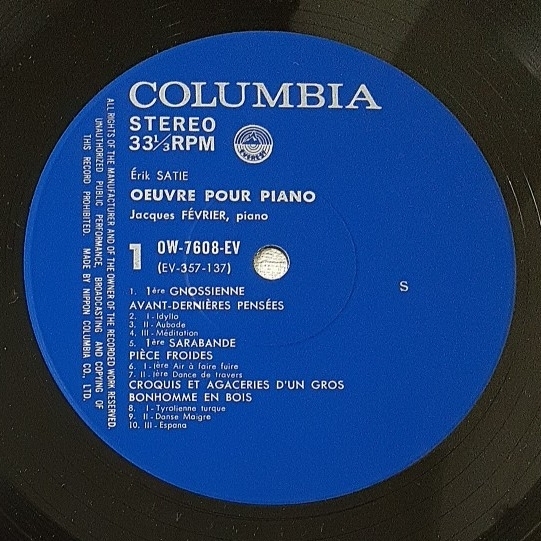 COLUMBIA
STEREO
33⅓RPM
EVEREST
Érik SATIE
OEUVRE POUR PIANO
Jacques FÉVRIER, piano
1 OW-7608-EV
(EV-357-137)
S
1. 1ére GNOSSIENNE
AVANT-DERNIÈRES PENSÉES
2. I - Idylle
3. II - Aubade
4. III - Méditation
5. 1ère SARABANDE
PIÈCE FROIDES
6. I - 1ère Air à faire fuire
7. II - 1ère Dance de travers
CROQUIS ET AGACERIES D'UN GROS
BONHOMME EN BOIS
8. I - Tyrolienne turque
9. II - Danse Maigre
10. III - Espana
ALL RIGHTS OF THE MANUFACTURER AND OF THE OWNER OF THE RECORDED WORK RESERVED.
UNAUTHORIZED PUBLIC PERFORMANCE, BROADCASTING AND COPYING OF
THIS RECORD PROHIBITED. MADE BY NIPPON COLUMBIA CO., LTD.